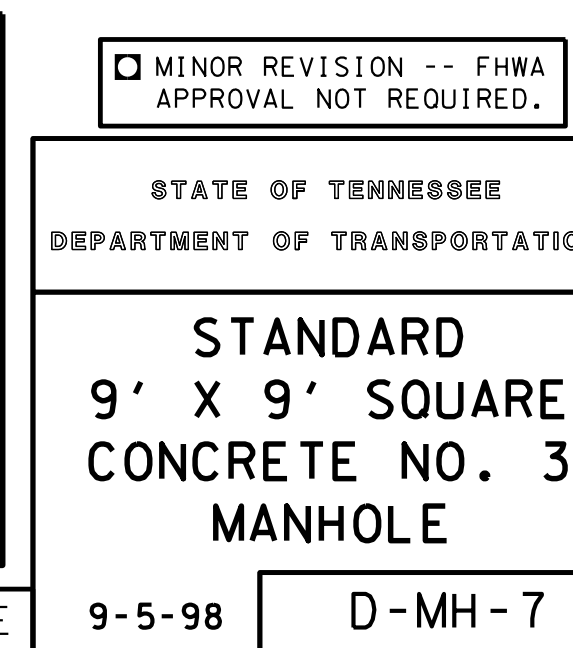 MINOR REVISION -- FHWA
APPROVAL NOT REQUIRED.
STATE OF TENNESSEE
DEPARTMENT OF TRANSPORTATIO
STANDARD
9' X 9' SQUARE
CONCRETE NO. 3
MANHOLE
9-5-98
D-MH-7
E